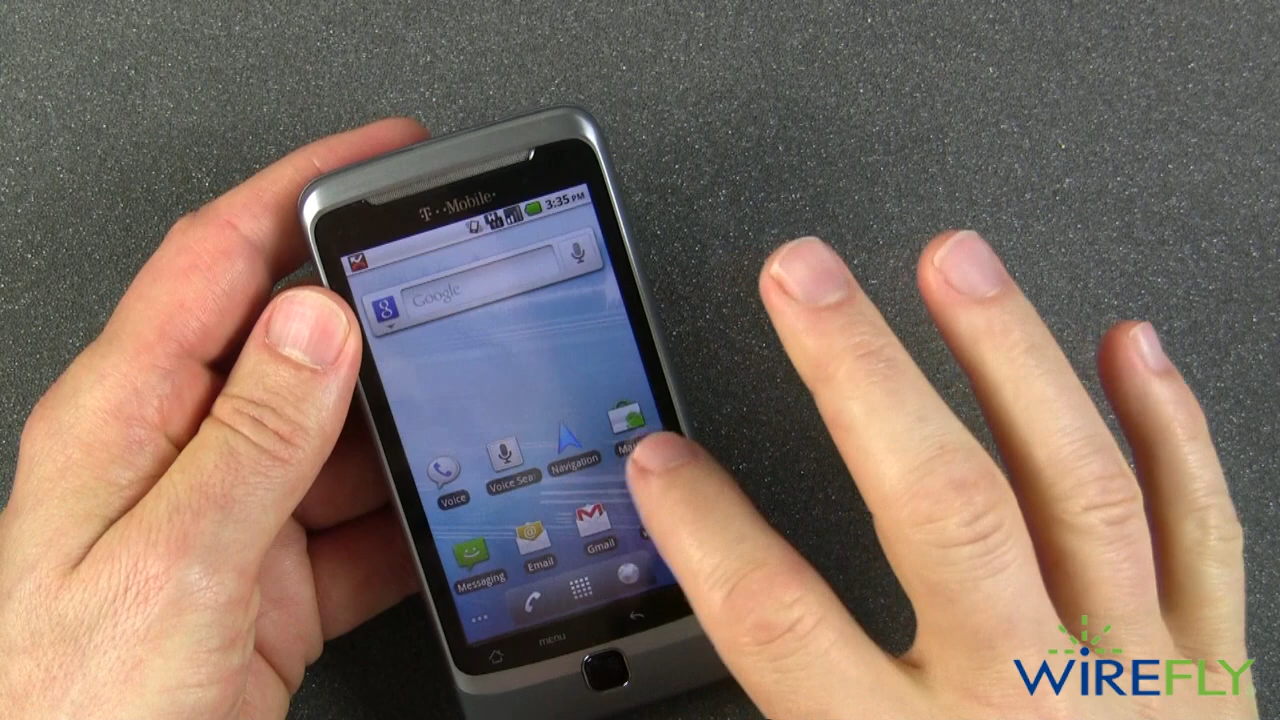 T··Mobile·
3:35 PM
Google
Voice
Voice Sea
Navigation
Messaging
Email
Gmail
MENU
WIREFLY